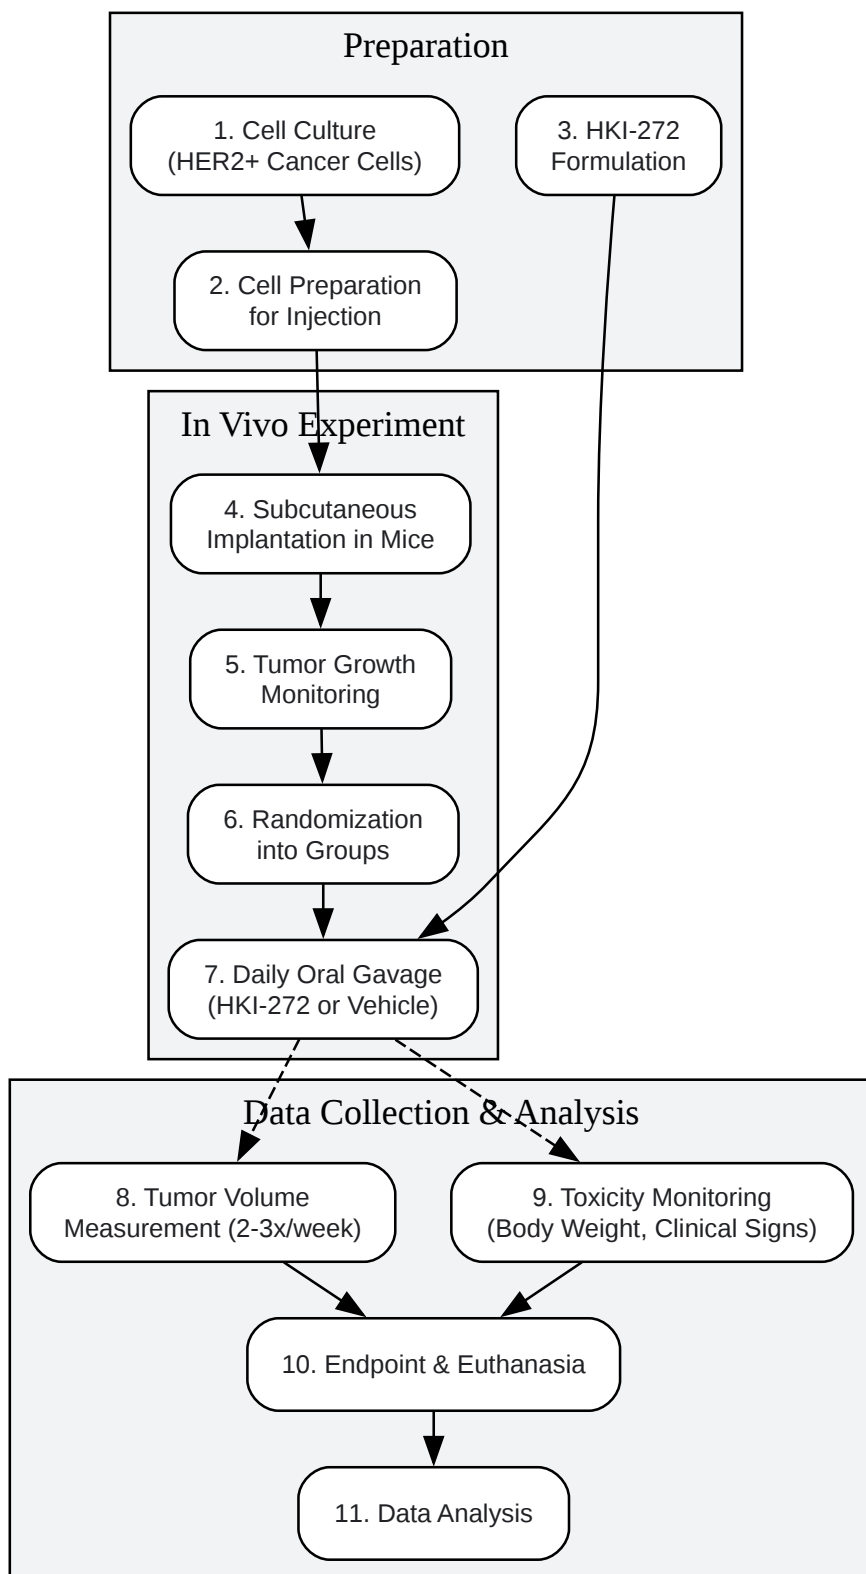 Preparation
1. Cell Culture
(HER2+ Cancer Cells)
3. HKI-272
Formulation
2. Cell Preparation
for Injection
In Vivo Experiment
4. Subcutaneous
Implantation in Mice
5. Tumor Growth
Monitoring
6. Randomization
into Groups
7. Daily Oral Gavage
(HKI-272 or Vehicle)
Data Collection & Analysis
8. Tumor Volume
Measurement (2-3x/week)
9. Toxicity Monitoring
(Body Weight, Clinical Signs)
10. Endpoint & Euthanasia
11. Data Analysis